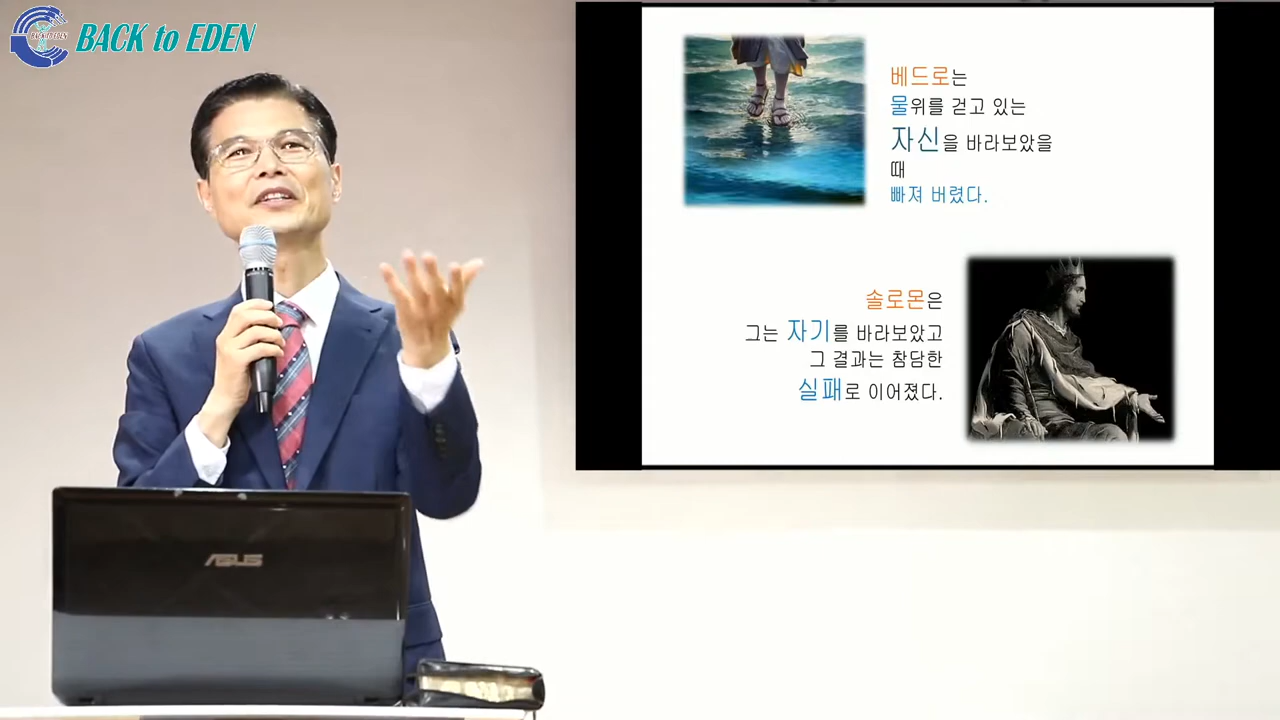 BACK to EDEN
베드로는
물위를 걷고 있는
자신을 바라보았을
때
빠져 버렸다.
솔로몬은
그는 자기를 바라보았고
그 결과는 참담한
실패로 이어졌다.
ASUS